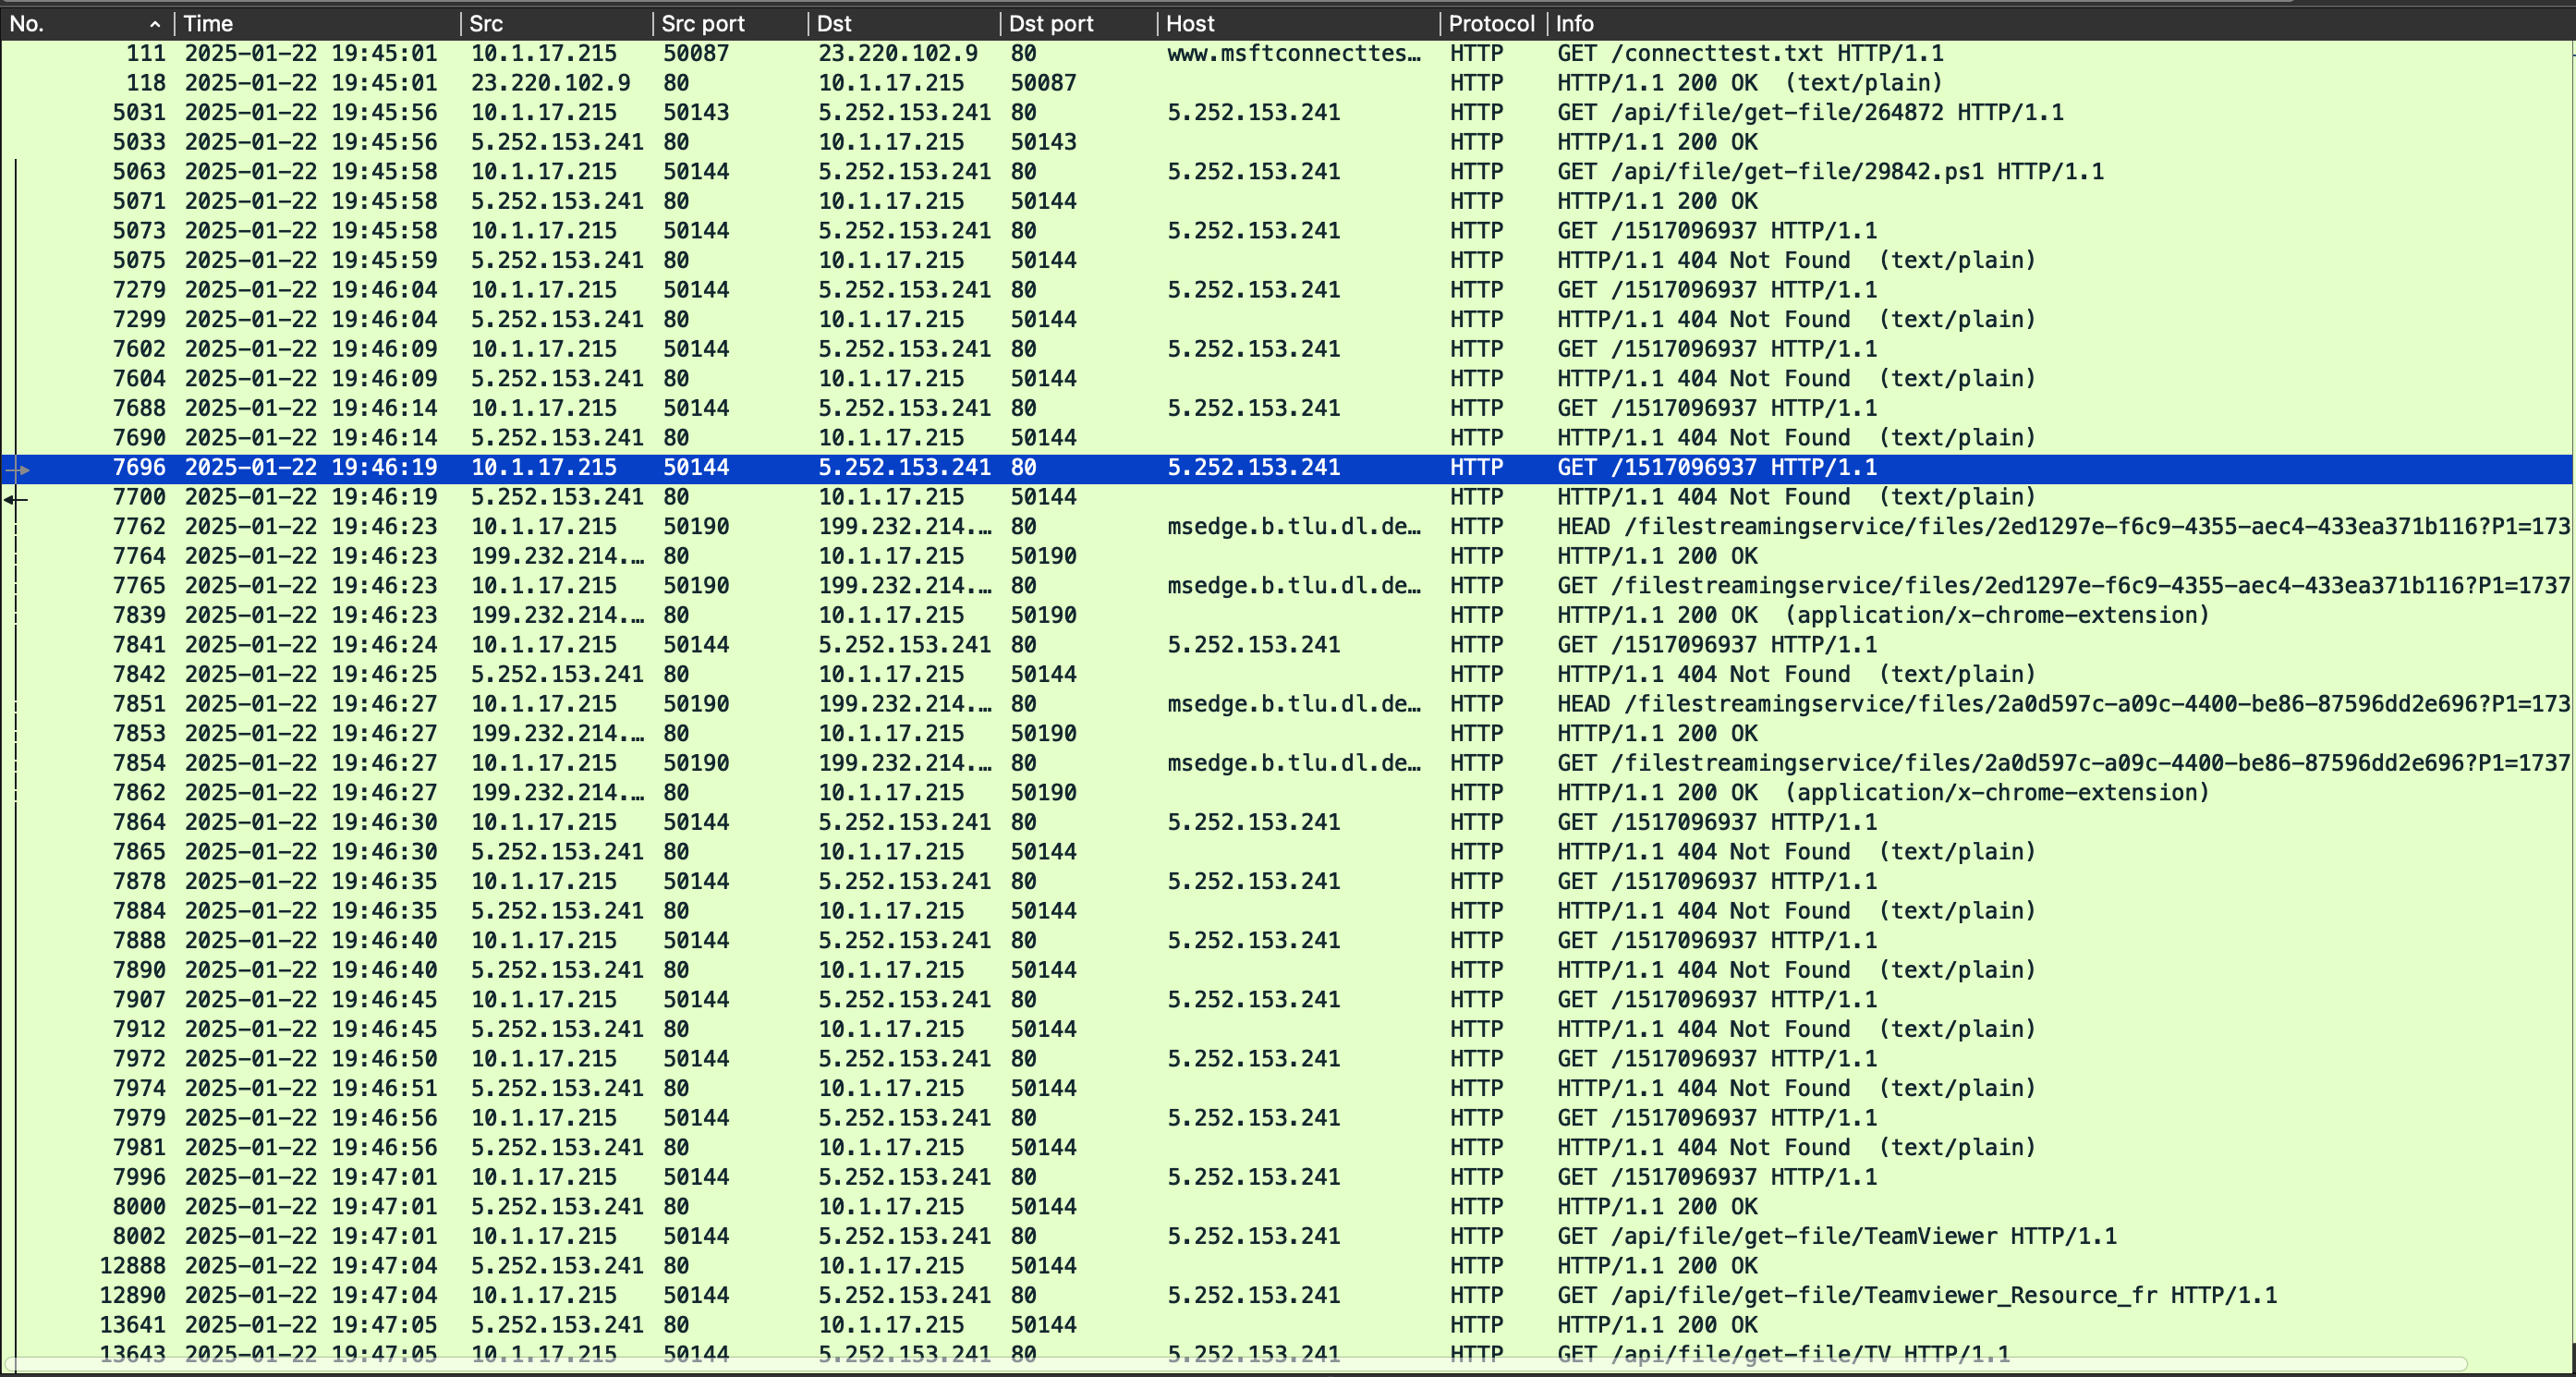 No. Time Src Src port Dst Dst port Host Protocol Info
111 2025-01-22 19:45:01 10.1.17.215 50087 23.220.102.9 80 www.msftconnecttes… HTTP GET /connecttest.txt HTTP/1.1
118 2025-01-22 19:45:01 23.220.102.9 80 10.1.17.215 50087 HTTP HTTP/1.1 200 OK (text/plain)
5031 2025-01-22 19:45:56 10.1.17.215 50143 5.252.153.241 80 5.252.153.241 HTTP GET /api/file/get-file/264872 HTTP/1.1
5033 2025-01-22 19:45:56 5.252.153.241 80 10.1.17.215 50143 HTTP HTTP/1.1 200 OK
5063 2025-01-22 19:45:58 10.1.17.215 50144 5.252.153.241 80 5.252.153.241 HTTP GET /api/file/get-file/29842.ps1 HTTP/1.1
5071 2025-01-22 19:45:58 5.252.153.241 80 10.1.17.215 50144 HTTP HTTP/1.1 200 OK
5073 2025-01-22 19:45:58 10.1.17.215 50144 5.252.153.241 80 5.252.153.241 HTTP GET /1517096937 HTTP/1.1
5075 2025-01-22 19:45:59 5.252.153.241 80 10.1.17.215 50144 HTTP HTTP/1.1 404 Not Found (text/plain)
7279 2025-01-22 19:46:04 10.1.17.215 50144 5.252.153.241 80 5.252.153.241 HTTP GET /1517096937 HTTP/1.1
7299 2025-01-22 19:46:04 5.252.153.241 80 10.1.17.215 50144 HTTP HTTP/1.1 404 Not Found (text/plain)
7602 2025-01-22 19:46:09 10.1.17.215 50144 5.252.153.241 80 5.252.153.241 HTTP GET /1517096937 HTTP/1.1
7604 2025-01-22 19:46:09 5.252.153.241 80 10.1.17.215 50144 HTTP HTTP/1.1 404 Not Found (text/plain)
7688 2025-01-22 19:46:14 10.1.17.215 50144 5.252.153.241 80 5.252.153.241 HTTP GET /1517096937 HTTP/1.1
7690 2025-01-22 19:46:14 5.252.153.241 80 10.1.17.215 50144 HTTP HTTP/1.1 404 Not Found (text/plain)
7696 2025-01-22 19:46:19 10.1.17.215 50144 5.252.153.241 80 5.252.153.241 HTTP GET /1517096937 HTTP/1.1
7700 2025-01-22 19:46:19 5.252.153.241 80 10.1.17.215 50144 HTTP HTTP/1.1 404 Not Found (text/plain)
7762 2025-01-22 19:46:23 10.1.17.215 50190 199.232.214.… 80 msedge.b.tlu.dl.de… HTTP HEAD /filestreamingservice/files/2ed1297e-f6c9-4355-aec4-433ea371b116?P1=173
7764 2025-01-22 19:46:23 199.232.214.… 80 10.1.17.215 50190 HTTP HTTP/1.1 200 OK
7765 2025-01-22 19:46:23 10.1.17.215 50190 199.232.214.… 80 msedge.b.tlu.dl.de… HTTP GET /filestreamingservice/files/2ed1297e-f6c9-4355-aec4-433ea371b116?P1=1737
7839 2025-01-22 19:46:23 199.232.214.… 80 10.1.17.215 50190 HTTP HTTP/1.1 200 OK (application/x-chrome-extension)
7841 2025-01-22 19:46:24 10.1.17.215 50144 5.252.153.241 80 5.252.153.241 HTTP GET /1517096937 HTTP/1.1
7842 2025-01-22 19:46:25 5.252.153.241 80 10.1.17.215 50144 HTTP HTTP/1.1 404 Not Found (text/plain)
7851 2025-01-22 19:46:27 10.1.17.215 50190 199.232.214.… 80 msedge.b.tlu.dl.de… HTTP HEAD /filestreamingservice/files/2a0d597c-a09c-4400-be86-87596dd2e696?P1=173
7853 2025-01-22 19:46:27 199.232.214.… 80 10.1.17.215 50190 HTTP HTTP/1.1 200 OK
7854 2025-01-22 19:46:27 10.1.17.215 50190 199.232.214.… 80 msedge.b.tlu.dl.de… HTTP GET /filestreamingservice/files/2a0d597c-a09c-4400-be86-87596dd2e696?P1=1737
7862 2025-01-22 19:46:27 199.232.214.… 80 10.1.17.215 50190 HTTP HTTP/1.1 200 OK (application/x-chrome-extension)
7864 2025-01-22 19:46:30 10.1.17.215 50144 5.252.153.241 80 5.252.153.241 HTTP GET /1517096937 HTTP/1.1
7865 2025-01-22 19:46:30 5.252.153.241 80 10.1.17.215 50144 HTTP HTTP/1.1 404 Not Found (text/plain)
7878 2025-01-22 19:46:35 10.1.17.215 50144 5.252.153.241 80 5.252.153.241 HTTP GET /1517096937 HTTP/1.1
7884 2025-01-22 19:46:35 5.252.153.241 80 10.1.17.215 50144 HTTP HTTP/1.1 404 Not Found (text/plain)
7888 2025-01-22 19:46:40 10.1.17.215 50144 5.252.153.241 80 5.252.153.241 HTTP GET /1517096937 HTTP/1.1
7890 2025-01-22 19:46:40 5.252.153.241 80 10.1.17.215 50144 HTTP HTTP/1.1 404 Not Found (text/plain)
7907 2025-01-22 19:46:45 10.1.17.215 50144 5.252.153.241 80 5.252.153.241 HTTP GET /1517096937 HTTP/1.1
7912 2025-01-22 19:46:45 5.252.153.241 80 10.1.17.215 50144 HTTP HTTP/1.1 404 Not Found (text/plain)
7972 2025-01-22 19:46:50 10.1.17.215 50144 5.252.153.241 80 5.252.153.241 HTTP GET /1517096937 HTTP/1.1
7974 2025-01-22 19:46:51 5.252.153.241 80 10.1.17.215 50144 HTTP HTTP/1.1 404 Not Found (text/plain)
7979 2025-01-22 19:46:56 10.1.17.215 50144 5.252.153.241 80 5.252.153.241 HTTP GET /1517096937 HTTP/1.1
7981 2025-01-22 19:46:56 5.252.153.241 80 10.1.17.215 50144 HTTP HTTP/1.1 404 Not Found (text/plain)
7996 2025-01-22 19:47:01 10.1.17.215 50144 5.252.153.241 80 5.252.153.241 HTTP GET /1517096937 HTTP/1.1
8000 2025-01-22 19:47:01 5.252.153.241 80 10.1.17.215 50144 HTTP HTTP/1.1 200 OK
8002 2025-01-22 19:47:01 10.1.17.215 50144 5.252.153.241 80 5.252.153.241 HTTP GET /api/file/get-file/TeamViewer HTTP/1.1
12888 2025-01-22 19:47:04 5.252.153.241 80 10.1.17.215 50144 HTTP HTTP/1.1 200 OK
12890 2025-01-22 19:47:04 10.1.17.215 50144 5.252.153.241 80 5.252.153.241 HTTP GET /api/file/get-file/Teamviewer_Resource_fr HTTP/1.1
13641 2025-01-22 19:47:05 5.252.153.241 80 10.1.17.215 50144 HTTP HTTP/1.1 200 OK
13643 2025-01-22 19:47:05 10.1.17.215 50144 5.252.153.241 80 5.252.153.241 HTTP GET /api/file/get-file/TV HTTP/1.1